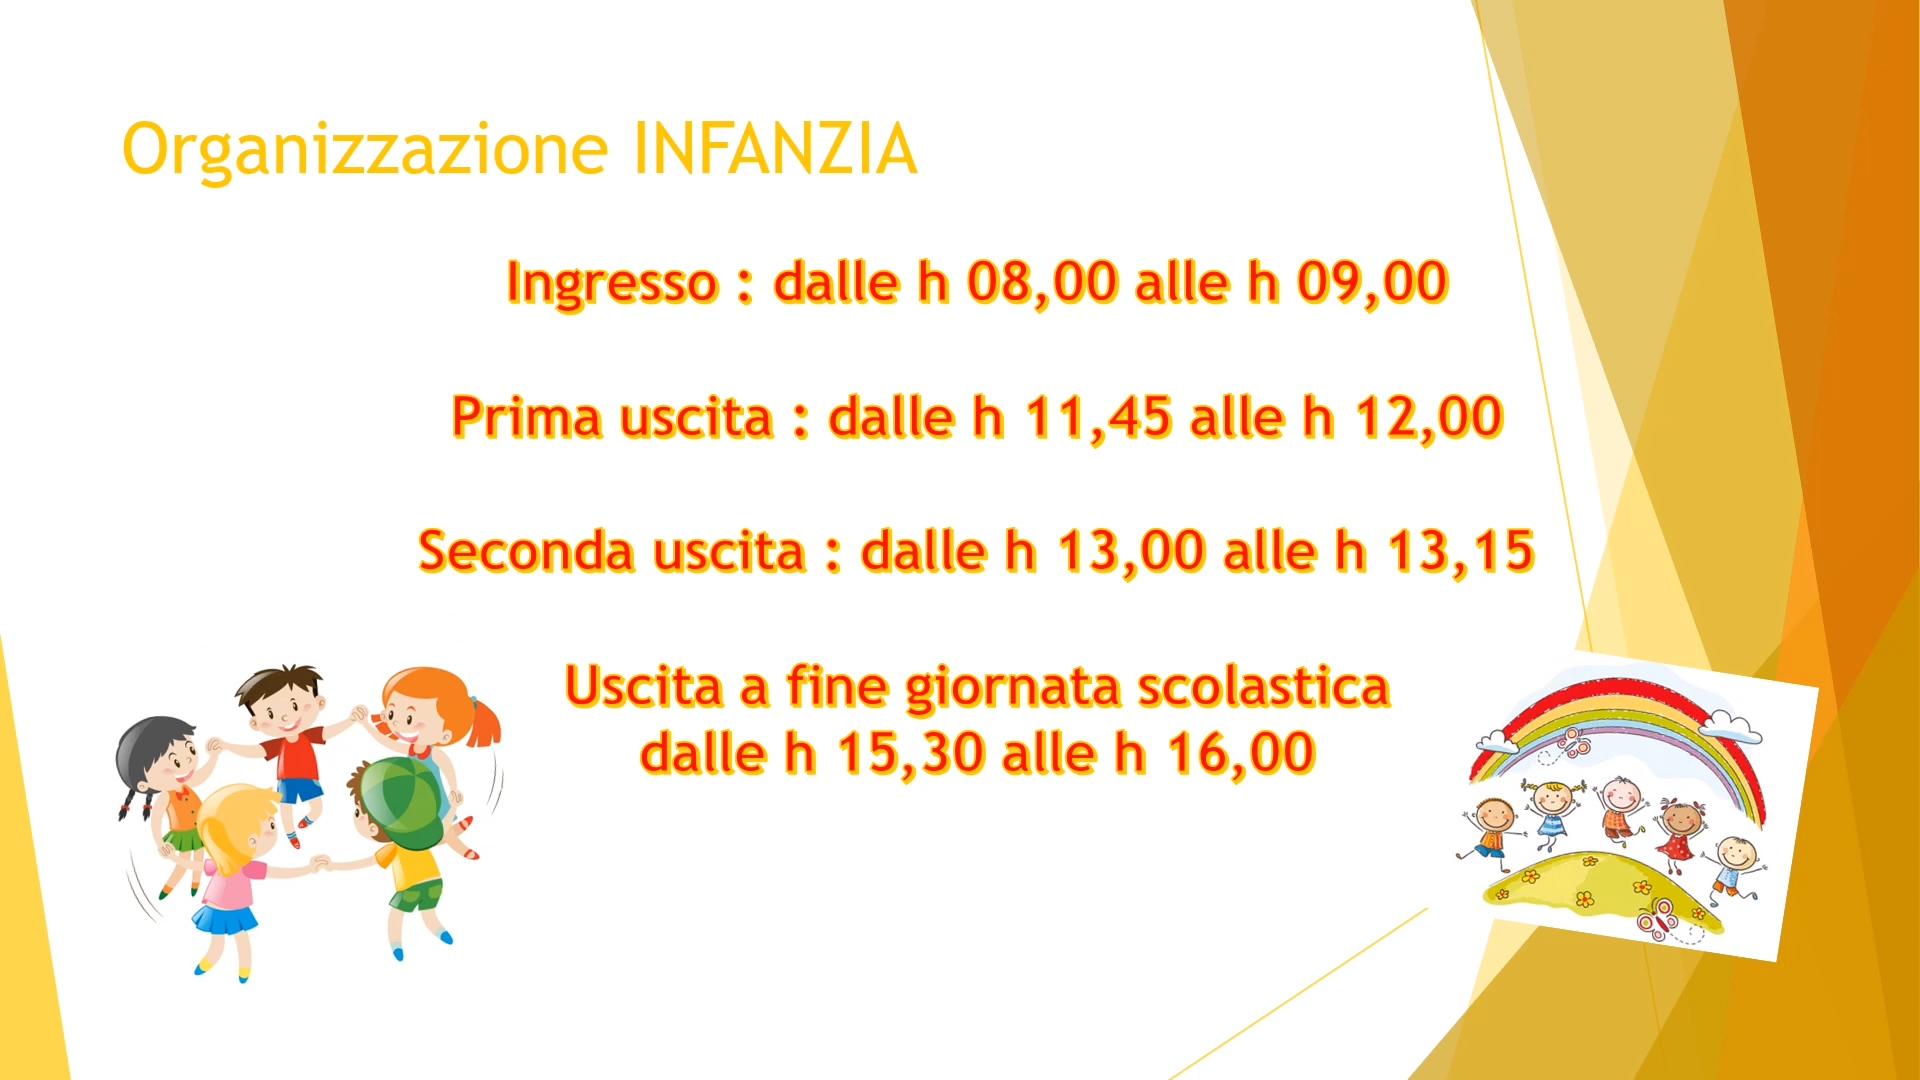 Organizzazione INFANZIA
Ingresso : dalle h 08,00 alle h 09,00
Prima uscita : dalle h 11,45 alle h 12,00
Seconda uscita : dalle h 13,00 alle h 13,15
Uscita a fine giornata scolastica
dalle h 15,30 alle h 16,00